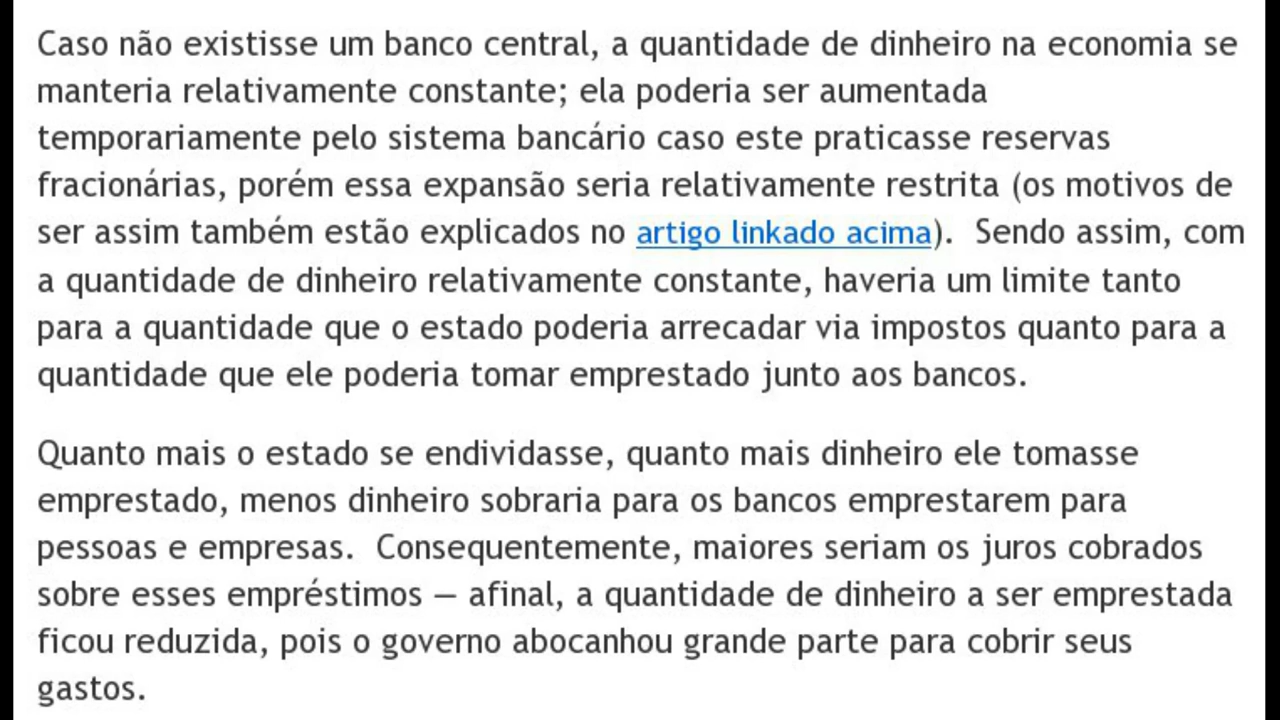 Caso não existisse um banco central, a quantidade de dinheiro na economia se
manteria relativamente constante; ela poderia ser aumentada
temporariamente pelo sistema bancário caso este praticasse reservas
fracionárias, porém essa expansão seria relativamente restrita (os motivos de
ser assim também estão explicados no artigo linkado acima).  Sendo assim, com
a quantidade de dinheiro relativamente constante, haveria um limite tanto
para a quantidade que o estado poderia arrecadar via impostos quanto para a
quantidade que ele poderia tomar emprestado junto aos bancos.
Quanto mais o estado se endividasse, quanto mais dinheiro ele tomasse
emprestado, menos dinheiro sobraria para os bancos emprestarem para
pessoas e empresas.  Consequentemente, maiores seriam os juros cobrados
sobre esses empréstimos — afinal, a quantidade de dinheiro a ser emprestada
ficou reduzida, pois o governo abocanhou grande parte para cobrir seus
gastos.